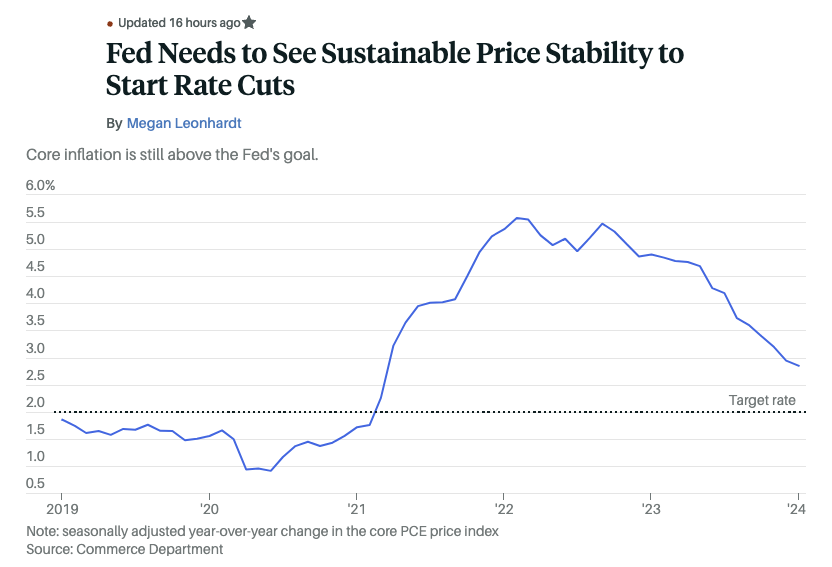 Updated 16 hours ago
Fed Needs to See Sustainable Price Stability to
Start Rate Cuts
By Megan Leonhardt
Core inflation is still above the Fed's goal.
6.0%
5.5
5.0
4.5
4.0
3.5
3.0
2.5
Target rate
2.0
1.5
1.0
0.5
2019 '20 '21 '22 '23 '24
Note: seasonally adjusted year-over-year change in the core PCE price index
Source: Commerce Department